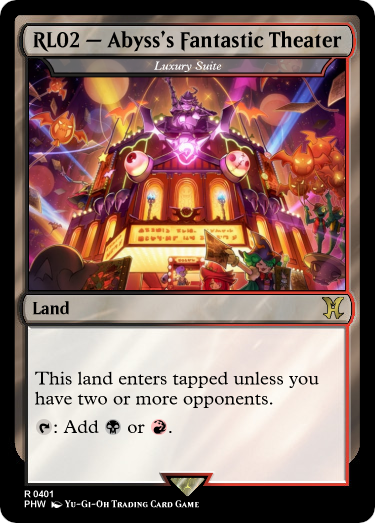 RL02 — Abyss's Fantastic Theater
Luxury Suite
Land
This land enters tapped unless you
have two or more opponents.
: Add or .
R 0401
PHW Yu-Gi-Oh Trading Card Game